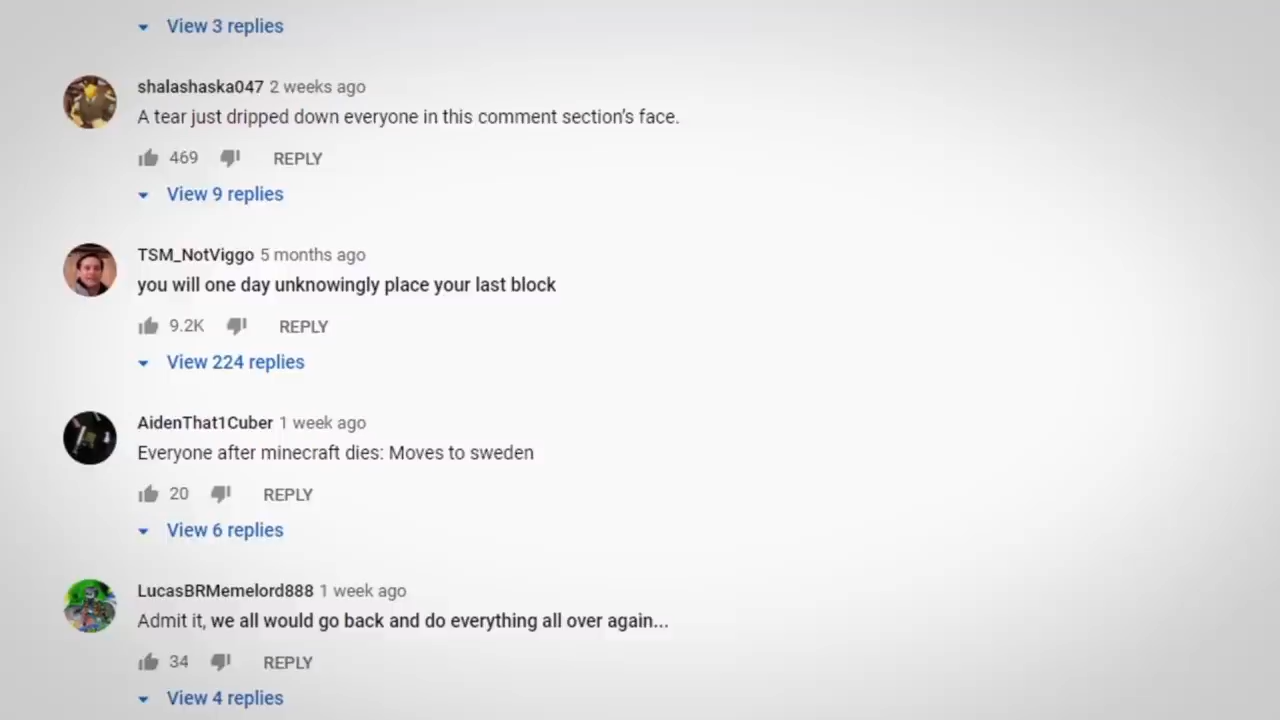 View 3 replies
shalashaska047 2 weeks ago
A tear just dripped down everyone in this comment section's face.
469 REPLY
View 9 replies
TSM_NotViggo 5 months ago
you will one day unknowingly place your last block
9.2K REPLY
View 224 replies
AidenThat1Cuber 1 week ago
Everyone after minecraft dies: Moves to sweden
20 REPLY
View 6 replies
LucasBRMemelord888 1 week ago
Admit it, we all would go back and do everything all over again...
34 REPLY
View 4 replies